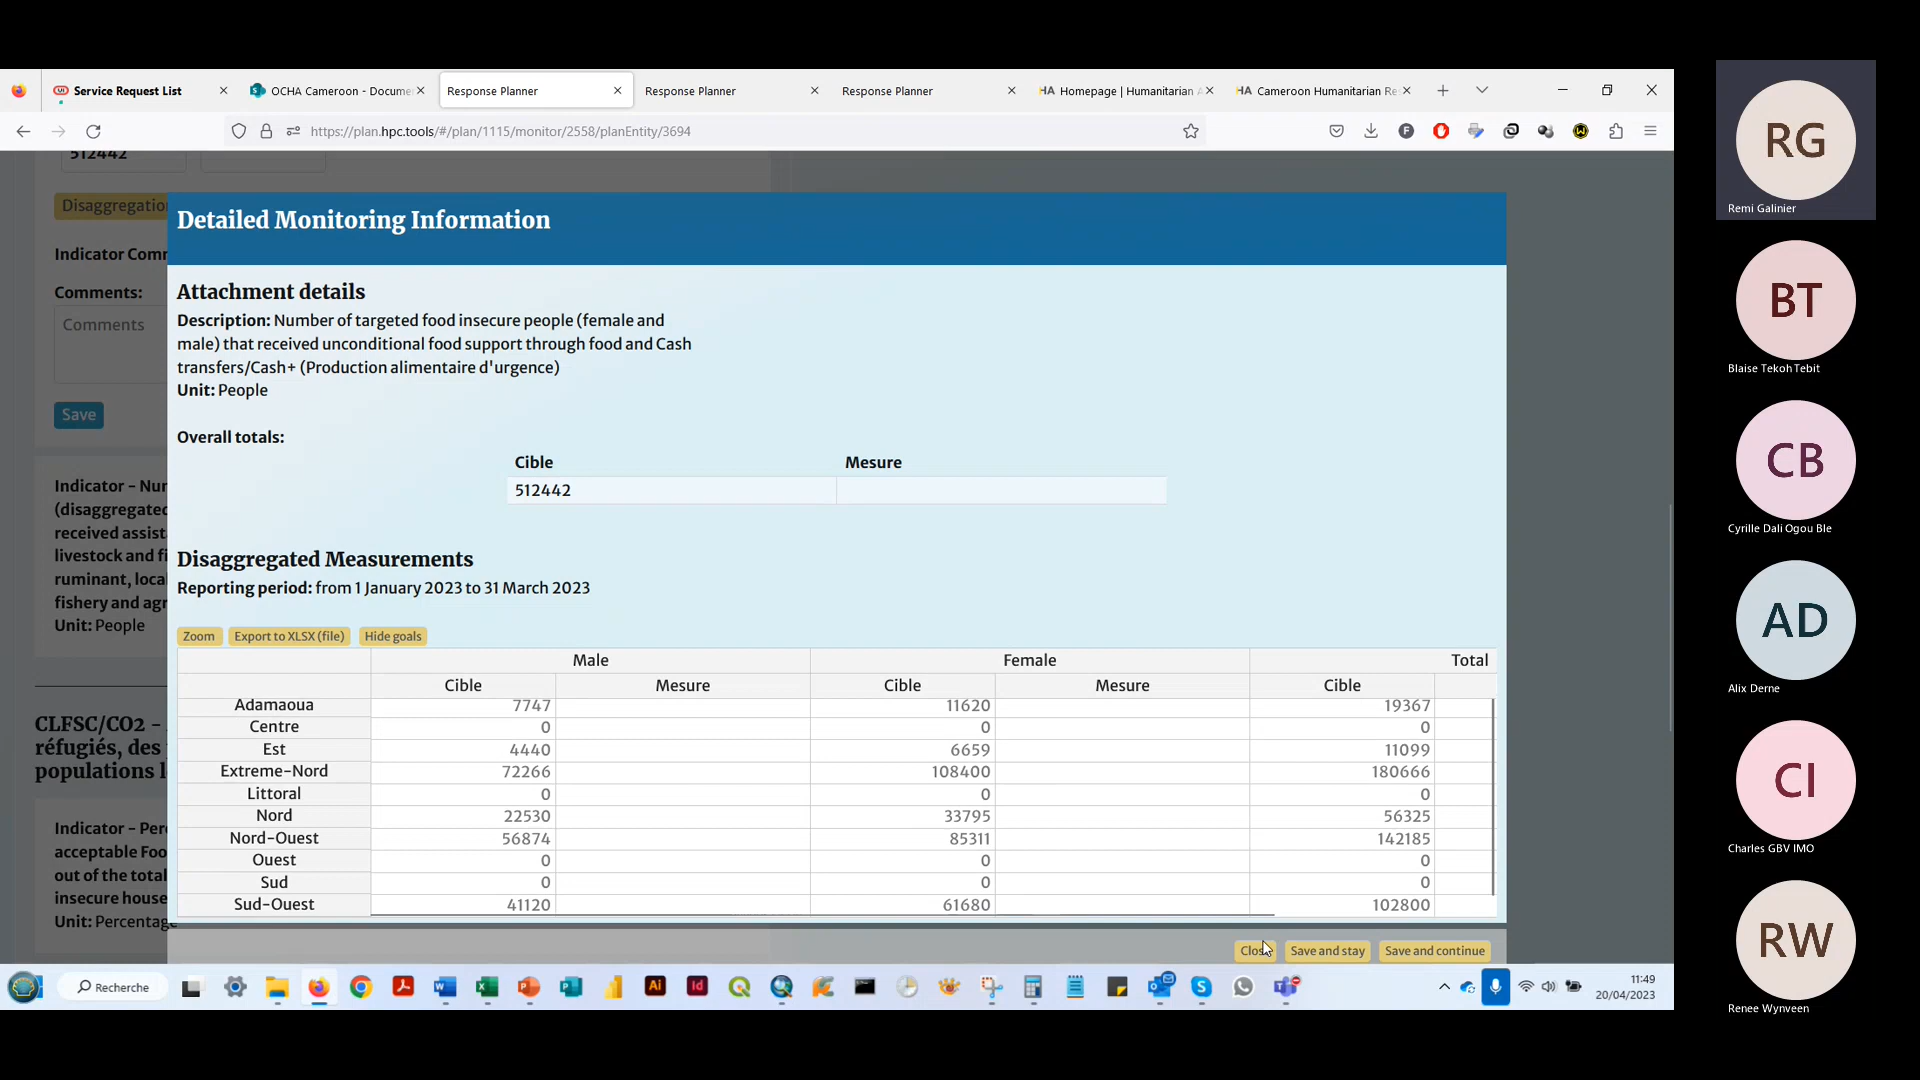 Service Request List
OCHA Cameroon - Docume
Response Planner
Response Planner
Response Planner
HA Homepage | Humanitarian A
HA Cameroon Humanitarian Re
https://plan.hpc.tools/#/plan/1115/monitor/2558/planEntity/3694
512442
Disaggregation
Indicator Comm
Comments:
Comments
Save
Indicator - Nur
(disaggregated
received assist
livestock and fi
ruminant, loca
fishery and agr
Unit: People
CLFSC/CO2 -
réfugiés, des
populations l
Indicator - Per
acceptable Foo
out of the total
insecure house
Unit: Percentage
Detailed Monitoring Information
Attachment details
Description: Number of targeted food insecure people (female and
male) that received unconditional food support through food and Cash
transfers/Cash+ (Production alimentaire d'urgence)
Unit: People
Overall totals:
Cible Mesure
512442
Disaggregated Measurements
Reporting period: from 1 January 2023 to 31 March 2023
Zoom Export to XLSX (file) Hide goals
Male Female Total
Cible Mesure Cible Mesure Cible
Adamaoua 7747 11620 19367
Centre 0 0 0
Est 4440 6659 11099
Extreme-Nord 72266 108400 180666
Littoral 0 0 0
Nord 22530 33795 56325
Nord-Ouest 56874 85311 142185
Ouest 0 0 0
Sud 0 0 0
Sud-Ouest 41120 61680 102800
Close Save and stay Save and continue
Recherche
11:49
20/04/2023
RG
Remi Galinier
BT
Blaise Tekoh Tebit
CB
Cyrille Dali Ogou Ble
AD
Alix Derne
CI
Charles GBV IMO
RW
Renee Wynveen